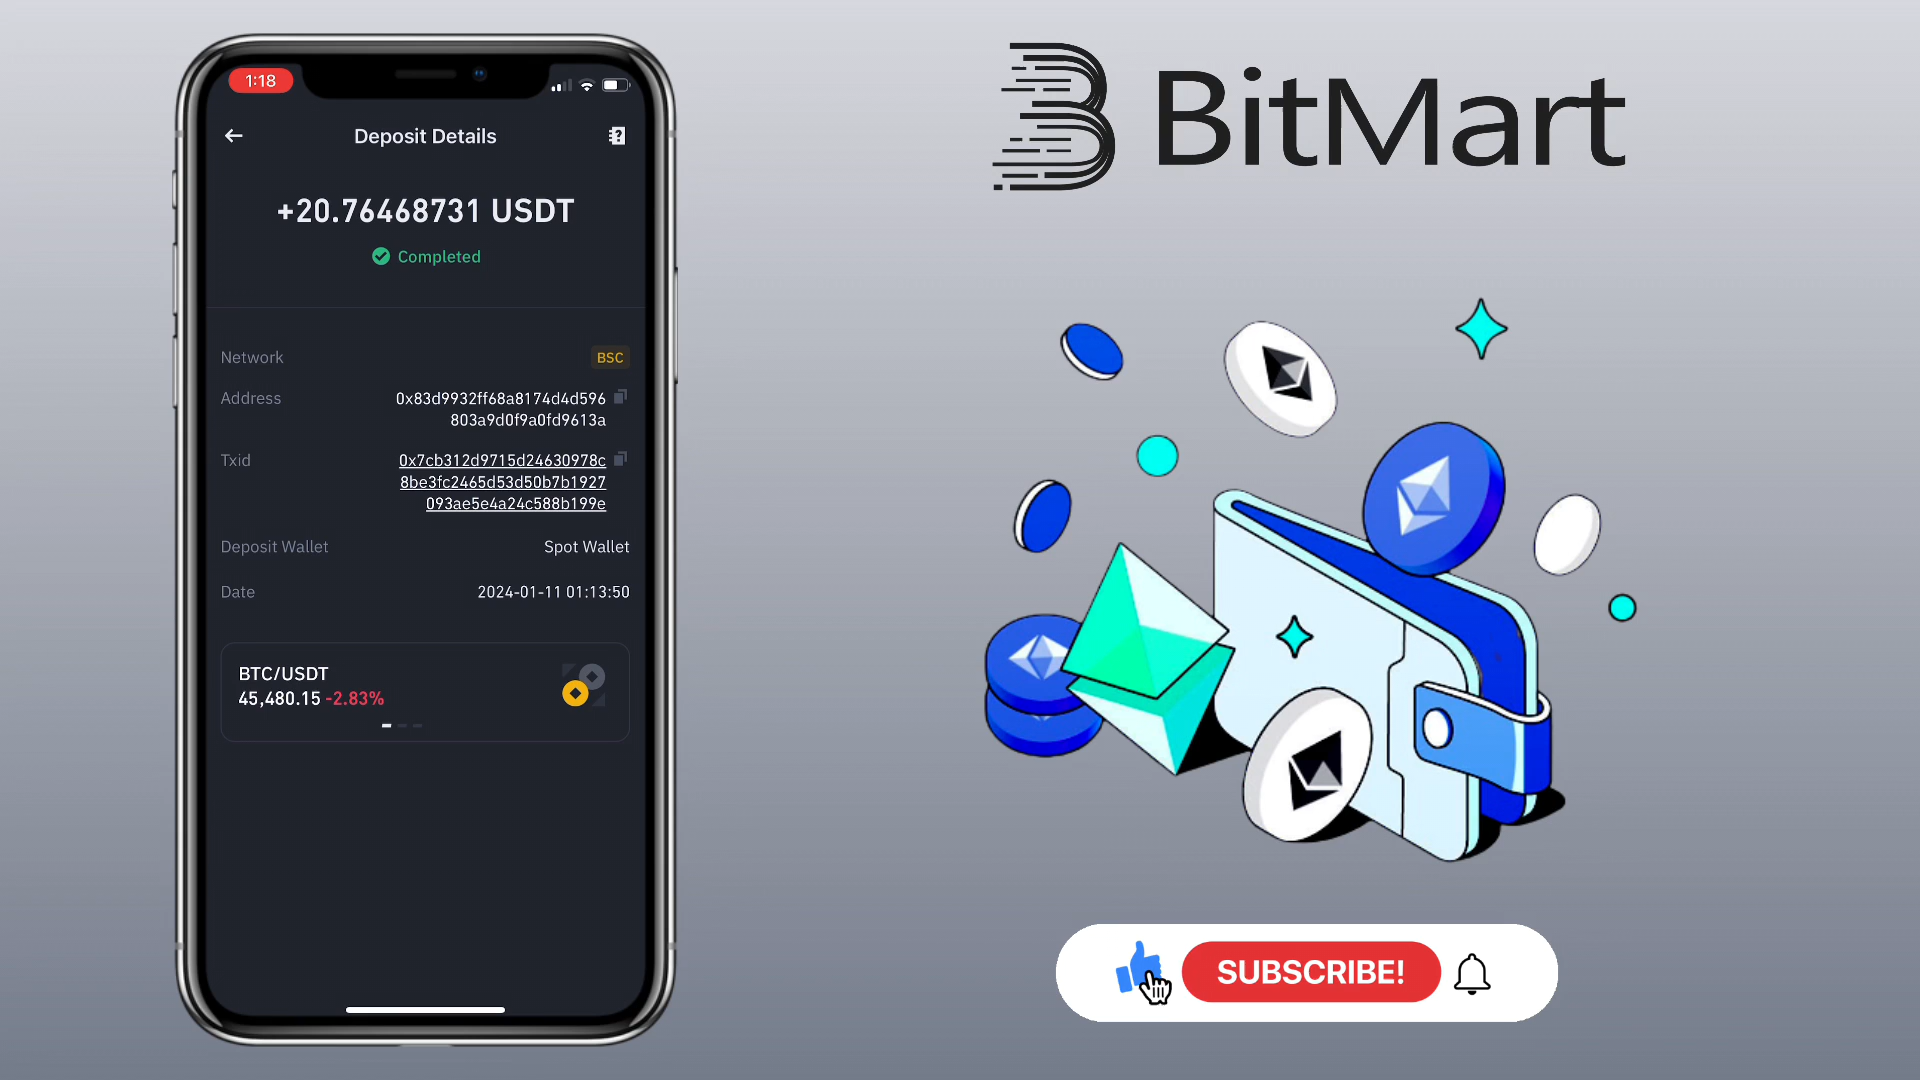 1:18
Deposit Details
+20.76468731 USDT
Completed
Network BSC
Address 0x83d9932ff68a8174d4d596
803a9d0f9a0fd9613a
Txid 0x7cb312d9715d24630978c
8be3fc2465d53d50b7b1927
093ae5e4a24c588b199e
Deposit Wallet Spot Wallet
Date 2024-01-11 01:13:50
BTC/USDT
45,480.15 -2.83%
BitMart
SUBSCRIBE!